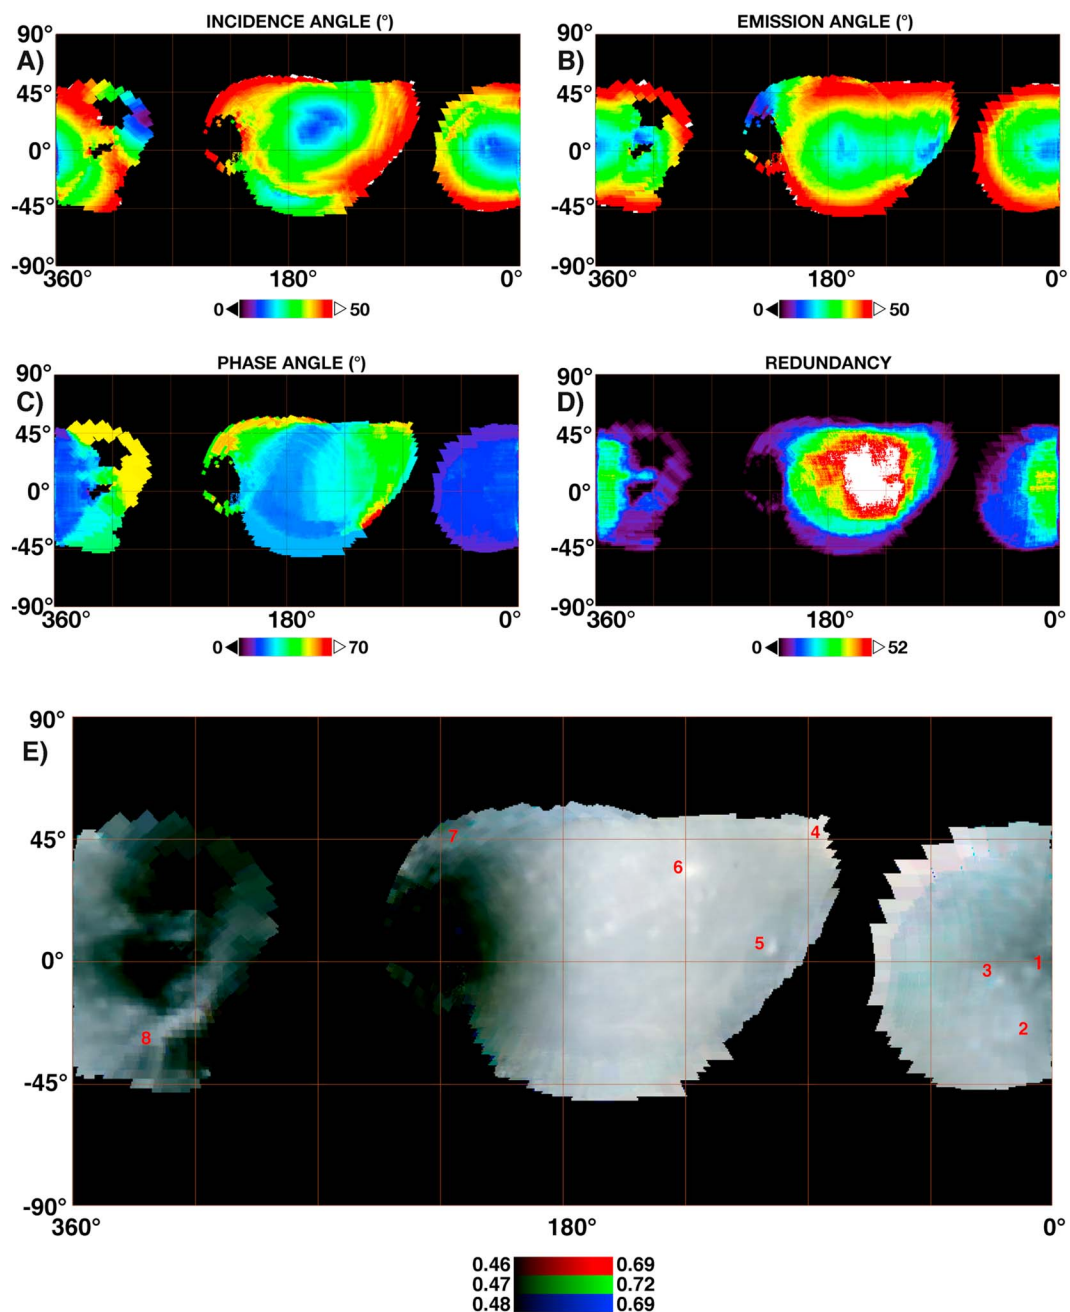 INCIDENCE ANGLE (°)
A)
90°
45°
0°
-45°
-90°
360° 180° 0°
0 50
EMISSION ANGLE (°)
B)
90°
45°
0°
-45°
-90°
360° 180° 0°
0 50
PHASE ANGLE (°)
C)
90°
45°
0°
-45°
-90°
360° 180° 0°
0 70
REDUNDANCY
D)
90°
45°
0°
-45°
-90°
360° 180° 0°
0 52
E)
90°
45°
0°
-45°
-90°
7
4
6
5
1
3
2
8
360° 180° 0°
0.46 0.69
0.47 0.72
0.48 0.69